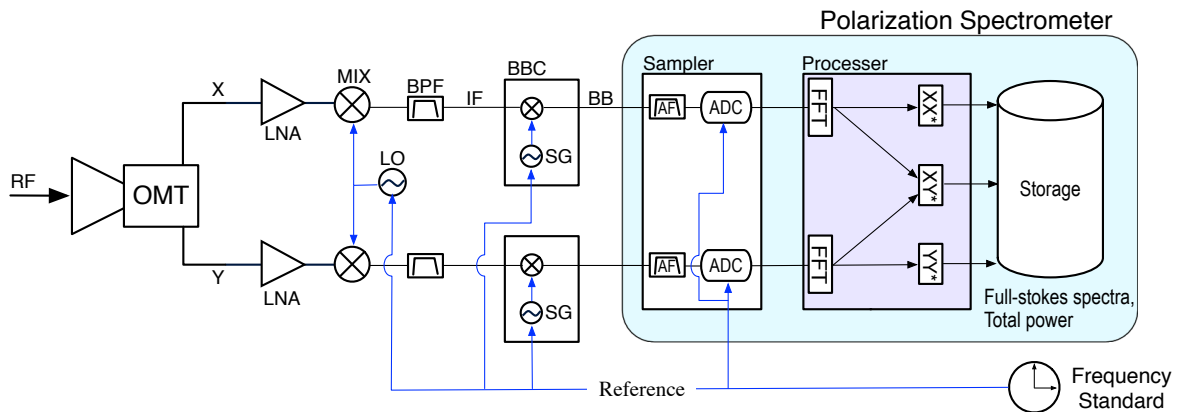 Polarization Spectrometer
Sampler
Processer
BBC
MIX
BPF
X
IF
BB
LNA
AF
ADC
FFT
XX*
SG
LO
RF
OMT
XY*
Storage
Y
LNA
AF
ADC
FFT
YY*
SG
Full-stokes spectra,
Total power
Reference
Frequency
Standard